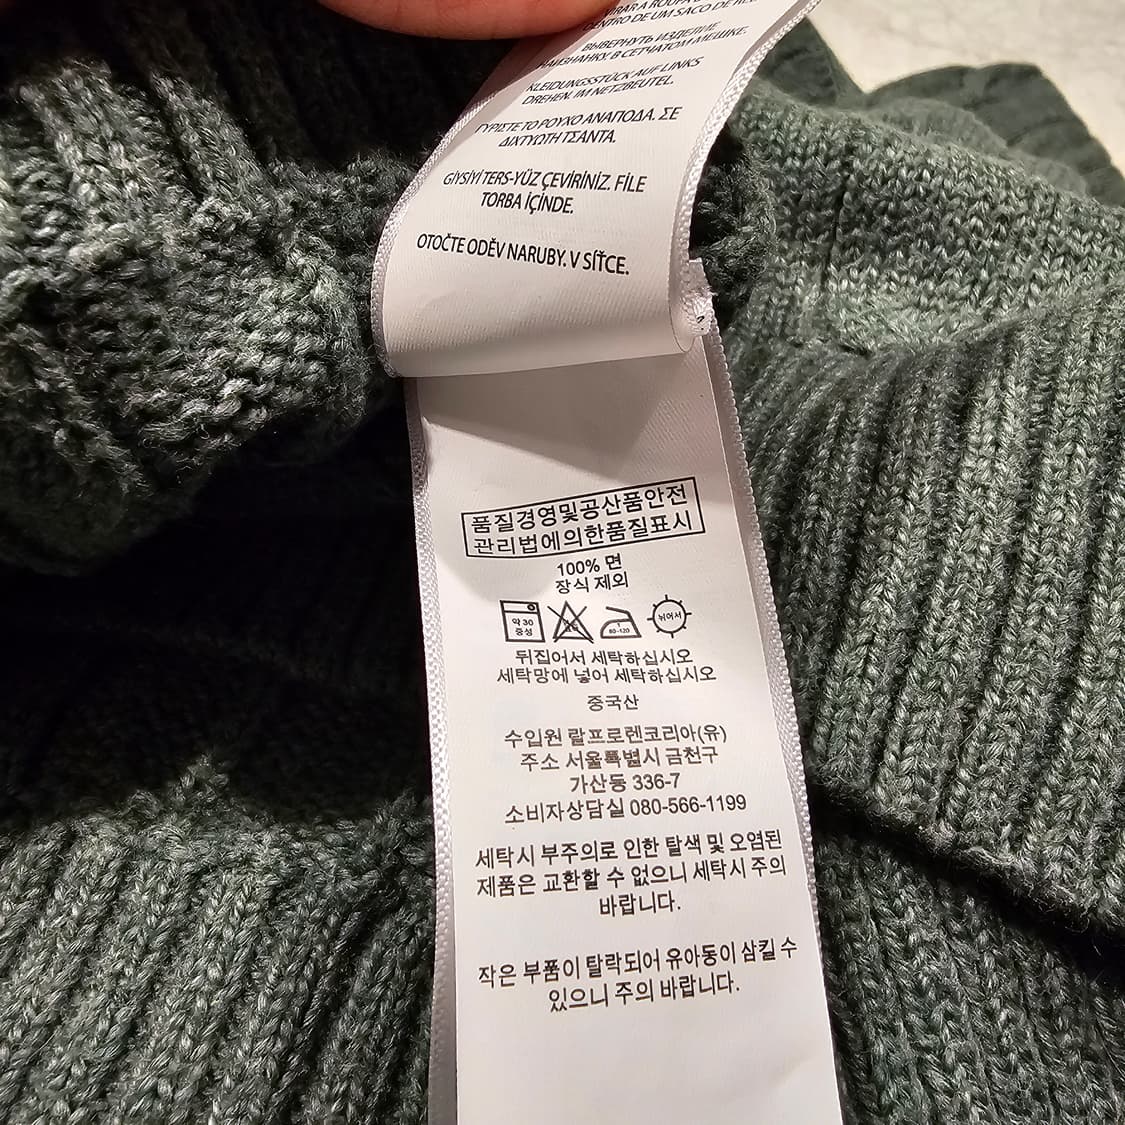 VIRAR A ROUPA
DENTRO DE UM SACO DE
ВЫВЕРНУТЬ ИЗДЕЛИЕ
НАИЗНАНКУ. В СЕТЧАТОМ МЕШКЕ.
KLEIDUNGSSTÜCK AUF LINKS
DREHEN. IM NETZBEUTEL.
ΓΥΡΙΣΤΕ ΤΟ ΡΟΥΧΟ ΑΝΑΠΟΔΑ. ΣΕ
ΔΙΧΤΥΩΤΗ ΤΣΑΝΤΑ.
GİYSİYİ TERS-YÜZ ÇEVİRİNİZ. FİLE
TORBA İÇİNDE.
OTOČTE ODĚV NARUBY. V SÍŤCE.
품질경영및공산품안전
관리법에의한품질표시
100% 면
장식 제외
약 30
중성
1
80-120
뉘어서
뒤집어서 세탁하십시오
세탁망에 넣어 세탁하십시오
중국산
수입원 랄프로렌코리아(유)
주소 서울특별시 금천구
가산동 336-7
소비자상담실 080-566-1199
세탁시 부주의로 인한 탈색 및 오염된
제품은 교환할 수 없으니 세탁시 주의
바랍니다.
작은 부품이 탈락되어 유아동이 삼킬 수
있으니 주의 바랍니다.